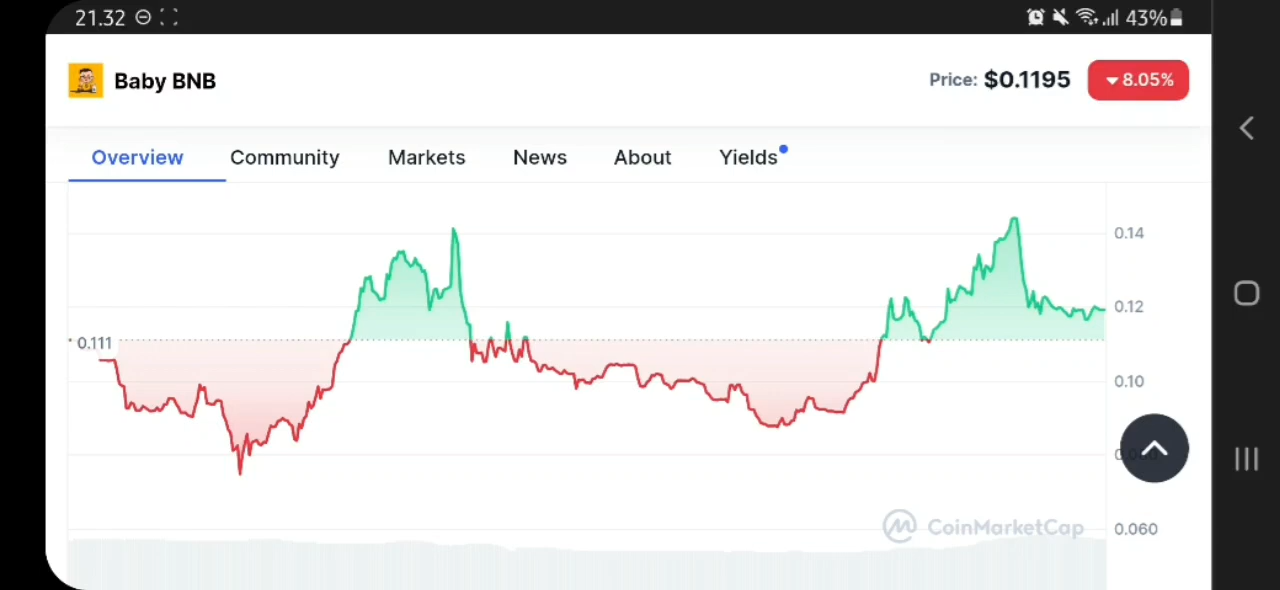 21.32
43%
Baby BNB
Price: $0.1195
8.05%
Overview Community Markets News About Yields
0.14
0.12
0.111
0.10
0.060
CoinMarketCap